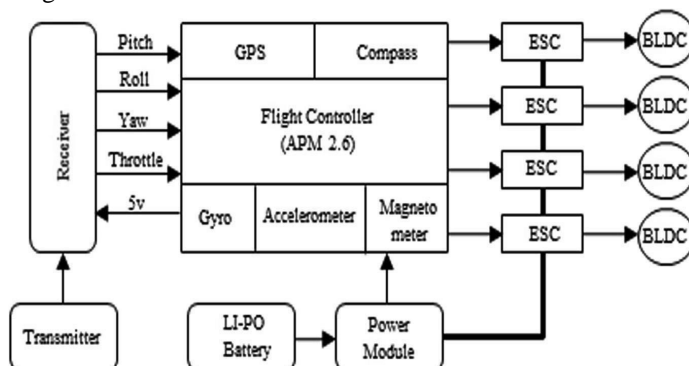 Pitch
Roll
Yaw
Throttle
5v
Receiver
Transmitter
GPS
Compass
Flight Controller
(APM 2.6)
Gyro
Accelerometer
Magneto
meter
LI-PO
Battery
Power
Module
ESC
BLDC
ESC
BLDC
ESC
BLDC
ESC
BLDC